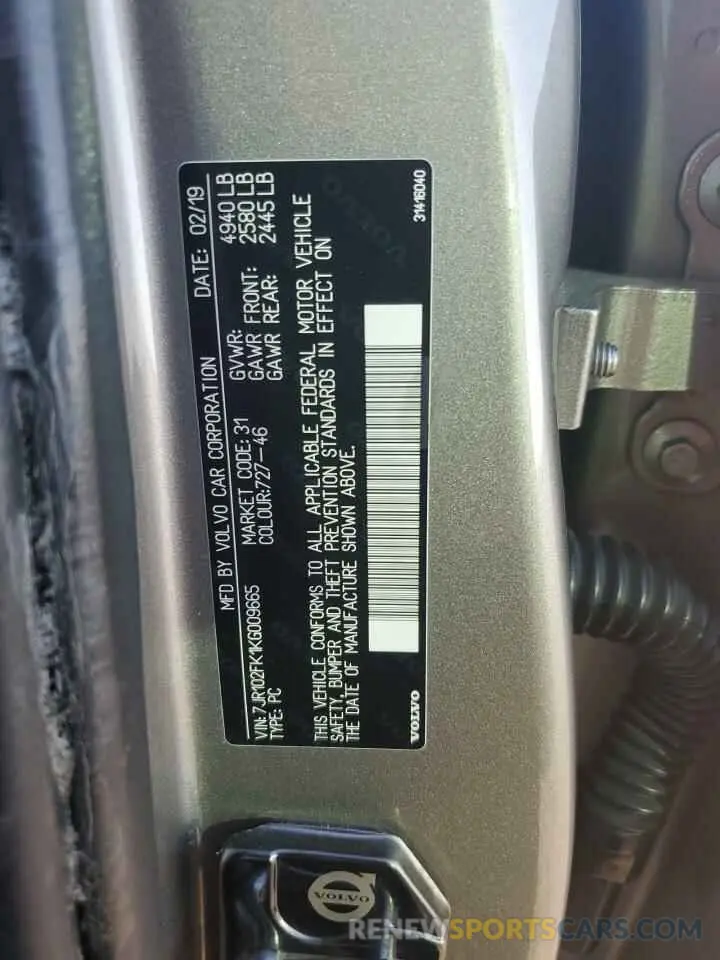 MFD BY VOLVO CAR CORPORATION DATE: 02/19
VIN: 7JR102FK1KG009665 MARKET CODE: 31 GVWR: 4940 LB
TYPE: PC COLOUR:727-46 GAWR FRONT: 2580 LB
GAWR REAR: 2445 LB
THIS VEHICLE CONFORMS TO ALL APPLICABLE FEDERAL MOTOR VEHICLE
SAFETY, BUMPER AND THEFT PREVENTION STANDARDS IN EFFECT ON
THE DATE OF MANUFACTURE SHOWN ABOVE.
VOLVO
31416040
VOLVO
VOLVO
RENEWSPORTSCARS.COM